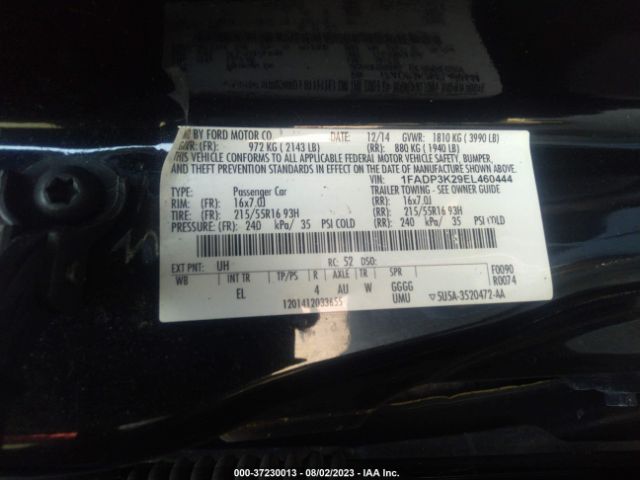 BY FORD MOTOR CO. DATE: 12/14 GVWR: 1810 KG ( 3990 LB)
GAWR: (FR): 972 KG ( 2143 LB) (RR): 880 KG ( 1940 LB)
THIS VEHICLE CONFORMS TO ALL APPLICABLE FEDERAL MOTOR VEHICLE SAFETY, BUMPER,
AND THEFT PREVENTION STANDARDS IN EFFECT ON THE DATE OF MANUFACTURE SHOWN ABOVE.
VIN: 1FADP3K29EL460444
TYPE: Passenger Car TRAILER TOWING - SEE OWNER GUIDE
RIM: (FR): 16x7.0J (RR): 16x7.0J
TIRE: (FR): 215/55R16 93H (RR): 215/55R16 93H
PRESSURE: (FR): 240 kPa/ 35 PSI COLD (RR): 240 kPa/ 35 PSI COLD
EXT PNT: UH RC: 52 DSO: F0090
WB INT TR TP/PS R AXLE TR SPR R0074
EL 4 AU W GGGG
1201412033655 UMU 5U5A-3520472-AA
000-37230013 - 08/02/2023 - IAA Inc.